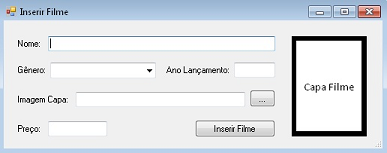 Inserir Filme
Nome:
Gênero: Ano Lançamento:
Imagem Capa: ...
Capa Filme
Preço: Inserir Filme